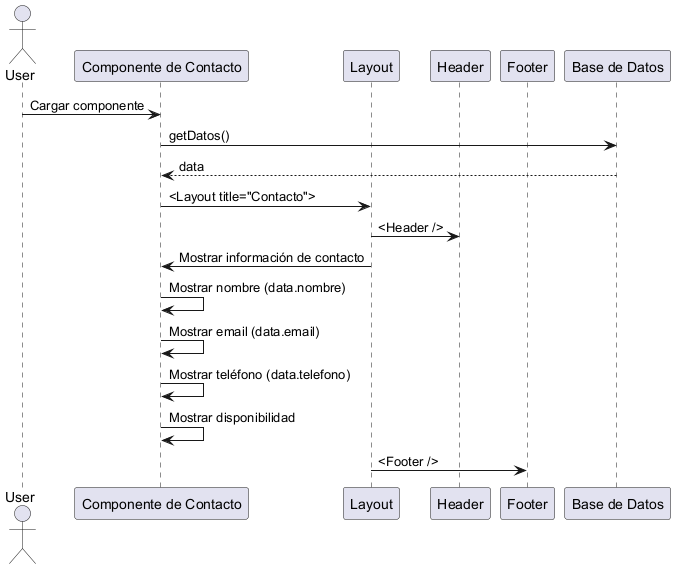 User
Componente de Contacto
Layout
Header
Footer
Base de Datos
Cargar componente
getDatos()
data
<Layout title="Contacto">
<Header />
Mostrar información de contacto
Mostrar nombre (data.nombre)
Mostrar email (data.email)
Mostrar teléfono (data.telefono)
Mostrar disponibilidad
<Footer />
User
Componente de Contacto
Layout
Header
Footer
Base de Datos